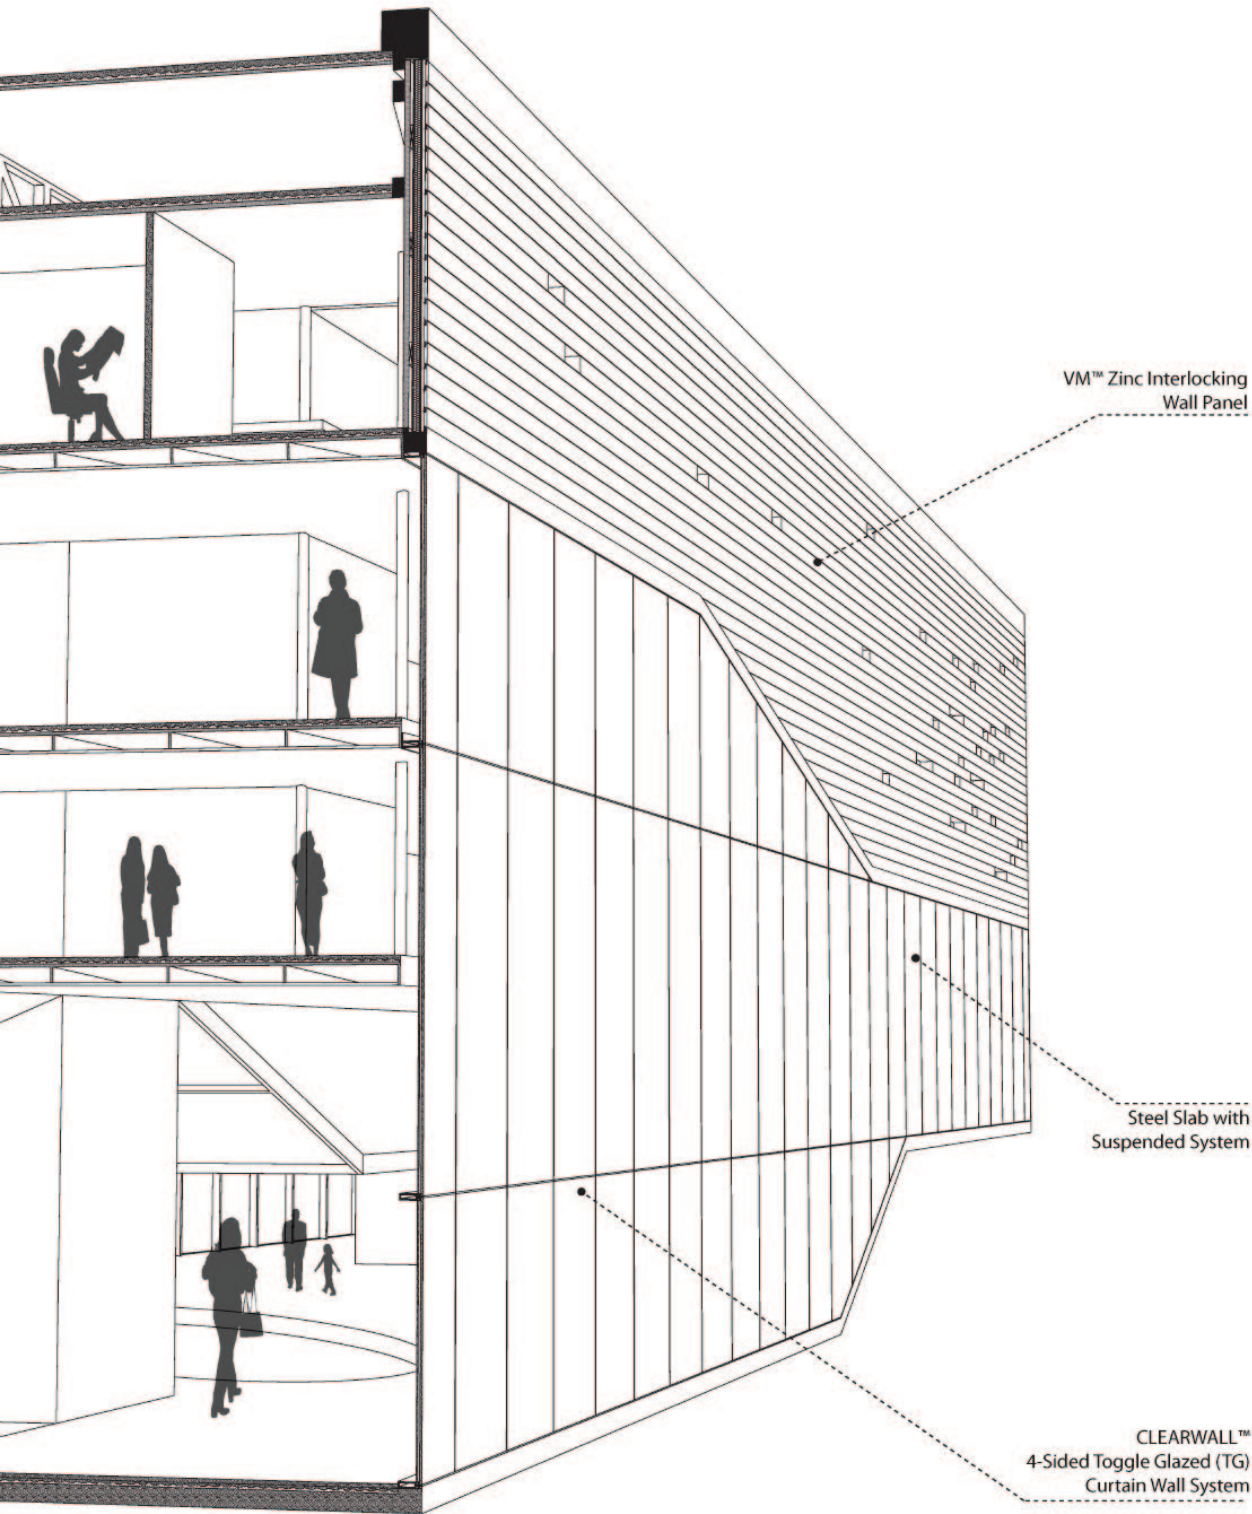 VM™ Zinc Interlocking
Wall Panel
Steel Slab with
Suspended System
CLEARWALL™
4-Sided Toggle Glazed (TG)
Curtain Wall System